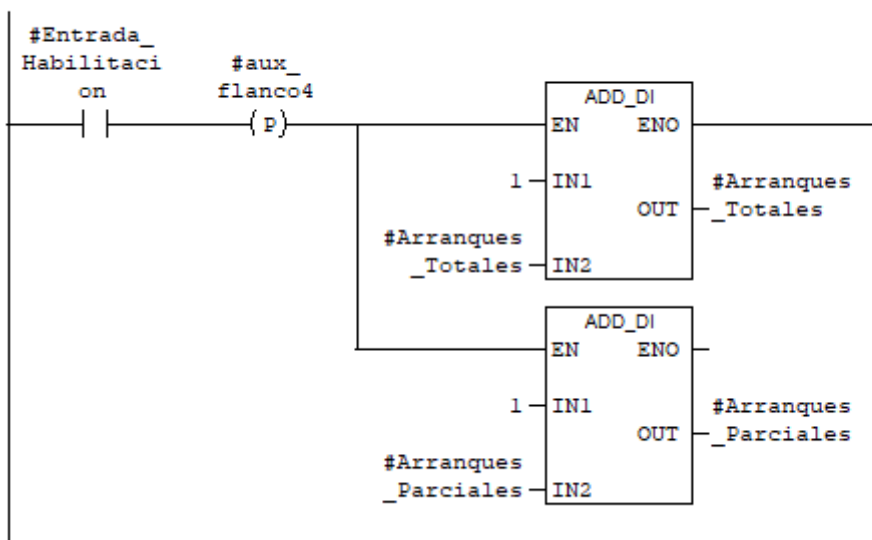 #Entrada_
Habilitaci
on
#aux_
flanco4
P
ADD_DI
EN ENO
1 IN1
#Arranques
OUT _Totales
#Arranques
_Totales IN2
ADD_DI
EN ENO
1 IN1
#Arranques
OUT _Parciales
#Arranques
_Parciales IN2